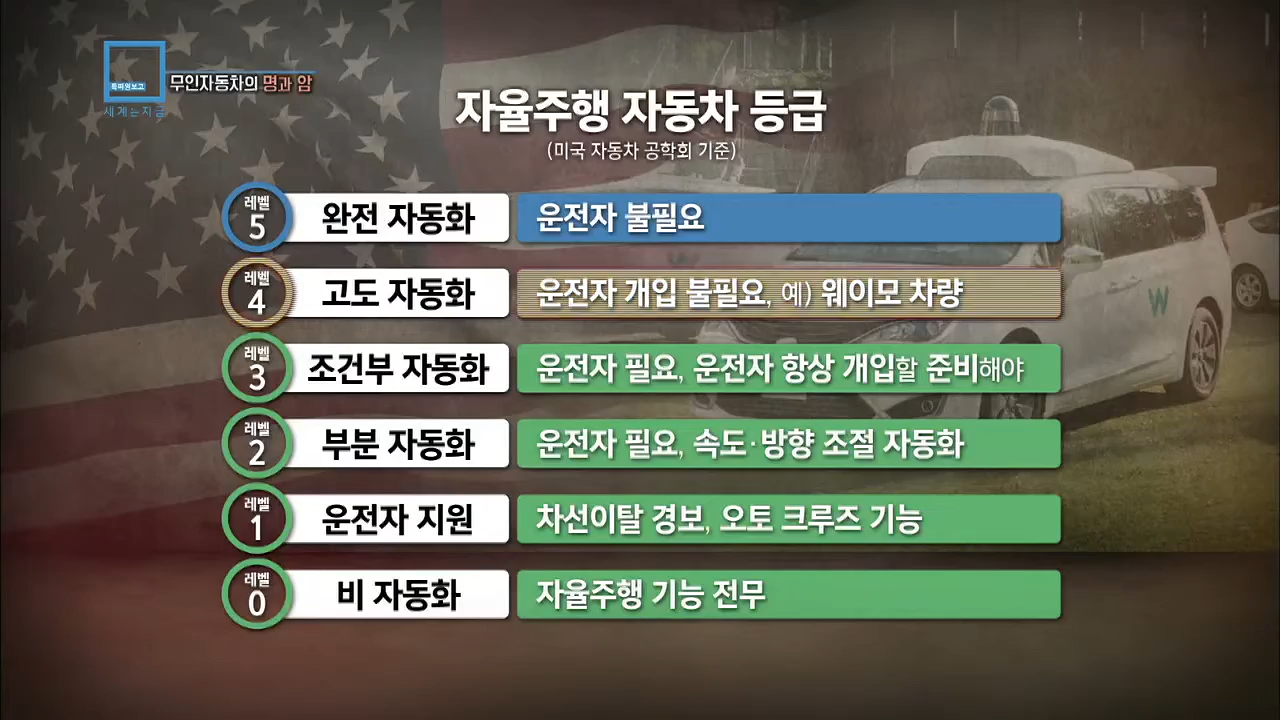 특파원보고
세계는지금
무인자동차의 명과 암
자율주행 자동차 등급
(미국 자동차 공학회 기준)
레벨 5 완전 자동화 운전자 불필요
레벨 4 고도 자동화 운전자 개입 불필요, 예) 웨이모 차량
레벨 3 조건부 자동화 운전자 필요, 운전자 항상 개입할 준비해야
레벨 2 부분 자동화 운전자 필요, 속도·방향 조절 자동화
레벨 1 운전자 지원 차선이탈 경보, 오토 크루즈 기능
레벨 0 비 자동화 자율주행 기능 전무
W